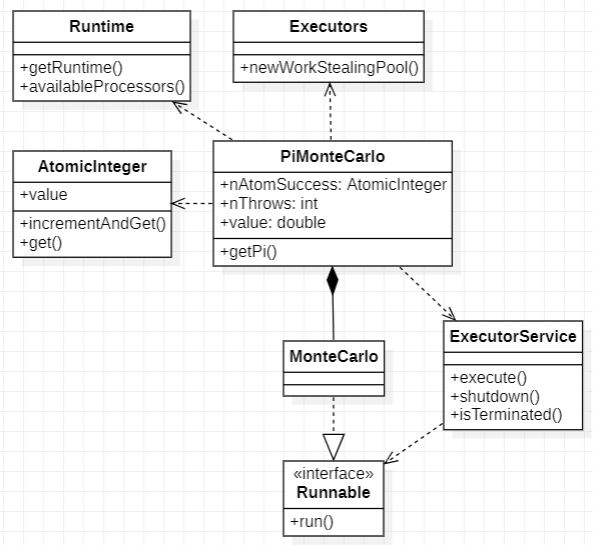 Runtime
+getRuntime()
+availableProcessors()
Executors
+newWorkStealingPool()
AtomicInteger
+value
+incrementAndGet()
+get()
PiMonteCarlo
+nAtomSuccess: AtomicInteger
+nThrows: int
+value: double
+getPi()
MonteCarlo
ExecutorService
+execute()
+shutdown()
+isTerminated()
«interface»
Runnable
+run()